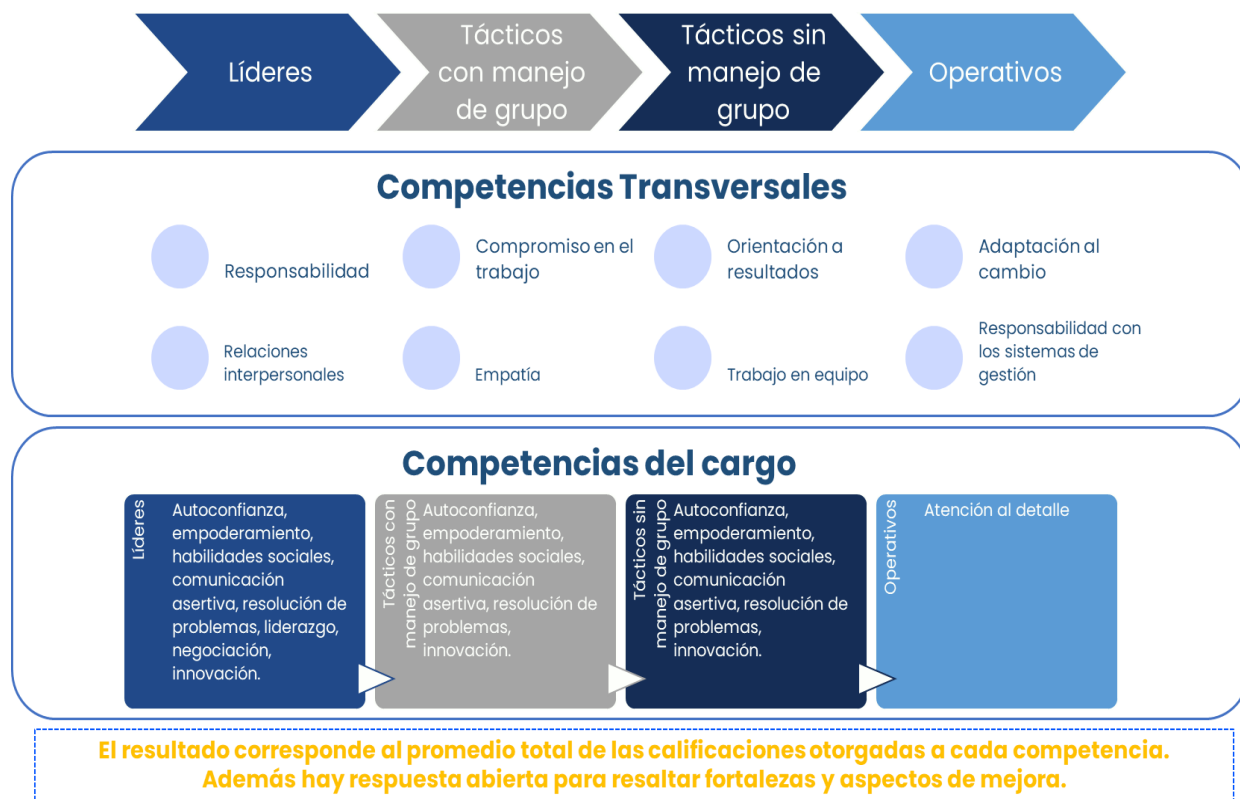 Líderes
Tácticos
con manejo
de grupo
Tácticos sin
manejo de
grupo
Operativos
Competencias Transversales
Responsabilidad
Compromiso en el
trabajo
Orientación a
resultados
Adaptación al
cambio
Relaciones
interpersonales
Empatía
Trabajo en equipo
Responsabilidad con
los sistemas de
gestión
Competencias del cargo
Líderes
Autoconfianza,
empoderamiento,
habilidades sociales,
comunicación
asertiva, resolución de
problemas, liderazgo,
negociación,
innovación.
Tácticos con
manejo de grupo
Autoconfianza,
empoderamiento,
habilidades sociales,
comunicación
asertiva, resolución de
problemas,
innovación.
Tácticos sin
manejo de grupo
Autoconfianza,
empoderamiento,
habilidades sociales,
comunicación
asertiva, resolución de
problemas,
innovación.
Operativos
Atención al detalle
El resultado corresponde al promedio total de las calificaciones otorgadas a cada competencia.
Además hay respuesta abierta para resaltar fortalezas y aspectos de mejora.